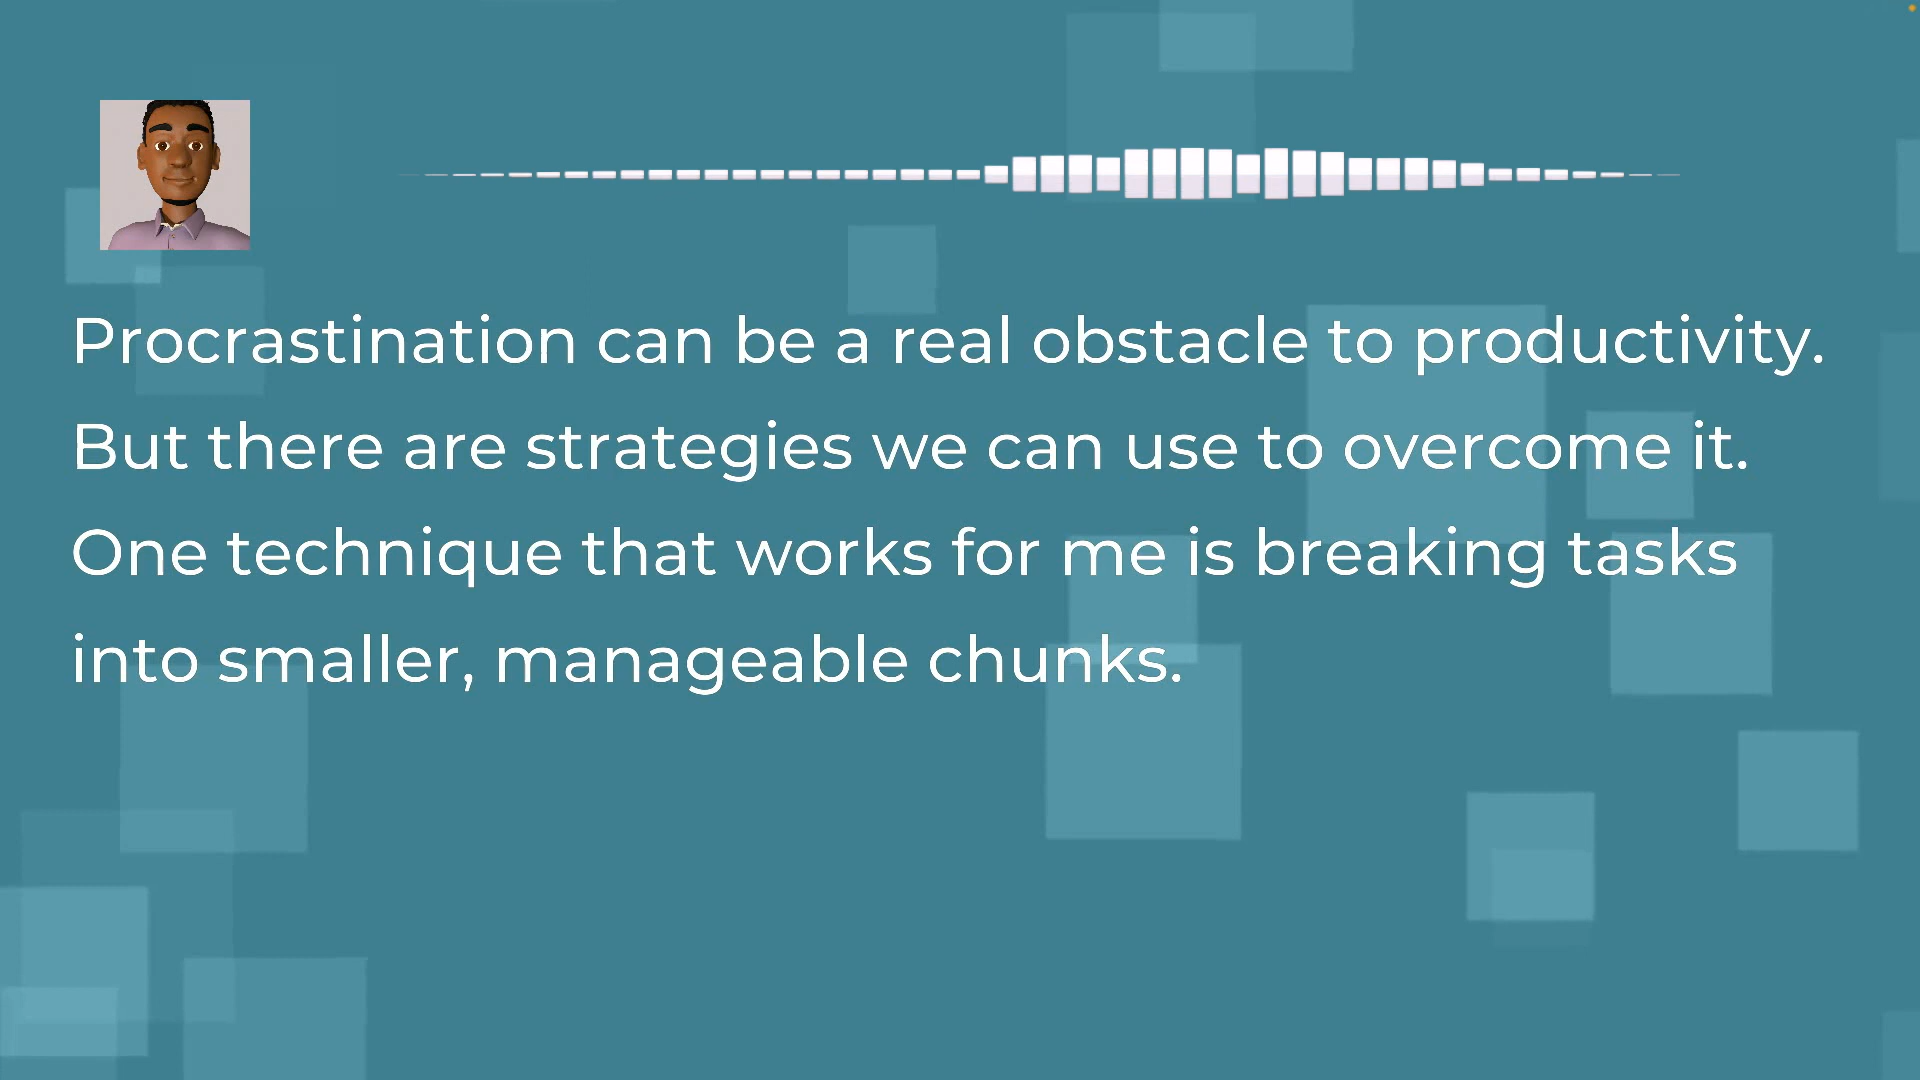 Procrastination can be a real obstacle to productivity.
But there are strategies we can use to overcome it.
One technique that works for me is breaking tasks
into smaller, manageable chunks.